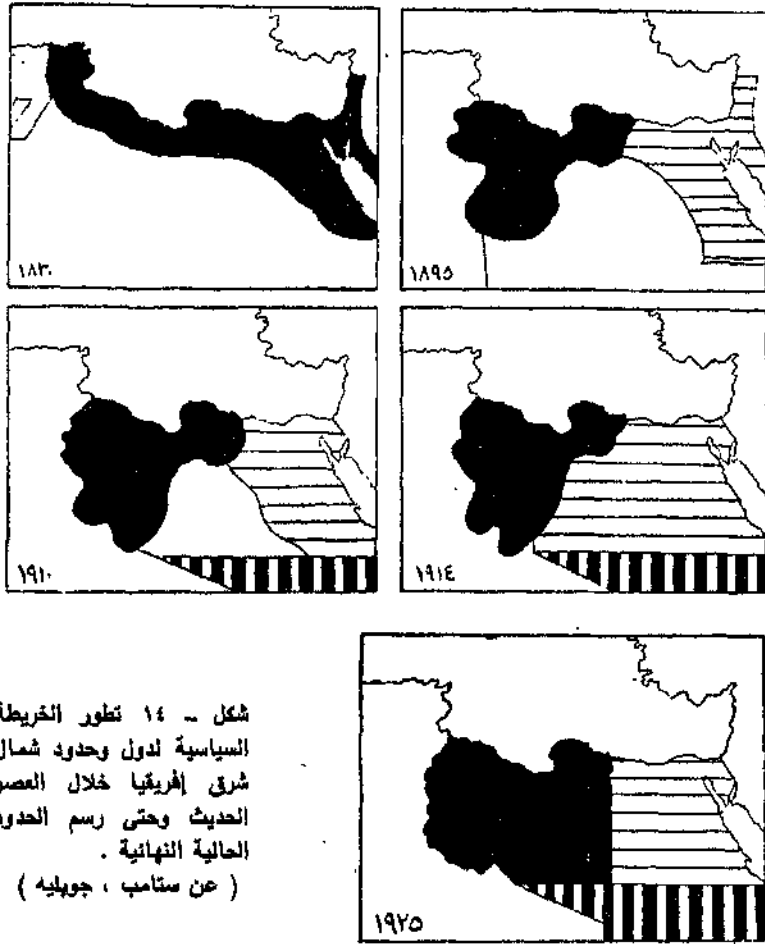 ١٨٣٠
١٨٩٥
١٩١٠
١٩١٤
شكل - ١٤ تطور الخريطة
السياسية لدول وحدود شمال
شرق إفريقيا خلال العصور
الحديث وحتى رسم الحدود
الحالية النهائية .
( عن ستامب ، جوبليه )
١٩٢٥